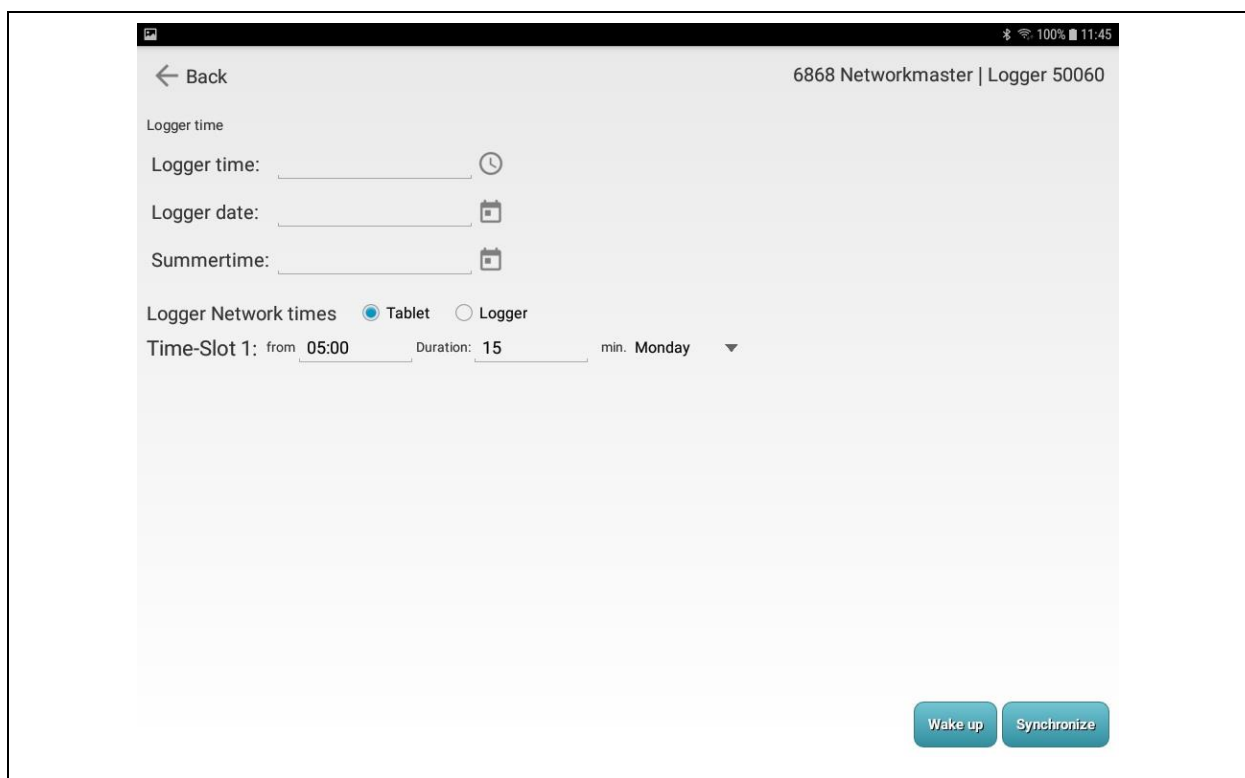 100% 11:45
Back 6868 Networkmaster | Logger 50060
Logger time
Logger time:
Logger date:
Summertime:
Logger Network times Tablet Logger
Time-Slot 1: from 05:00 Duration: 15 min. Monday
Wake up Synchronize